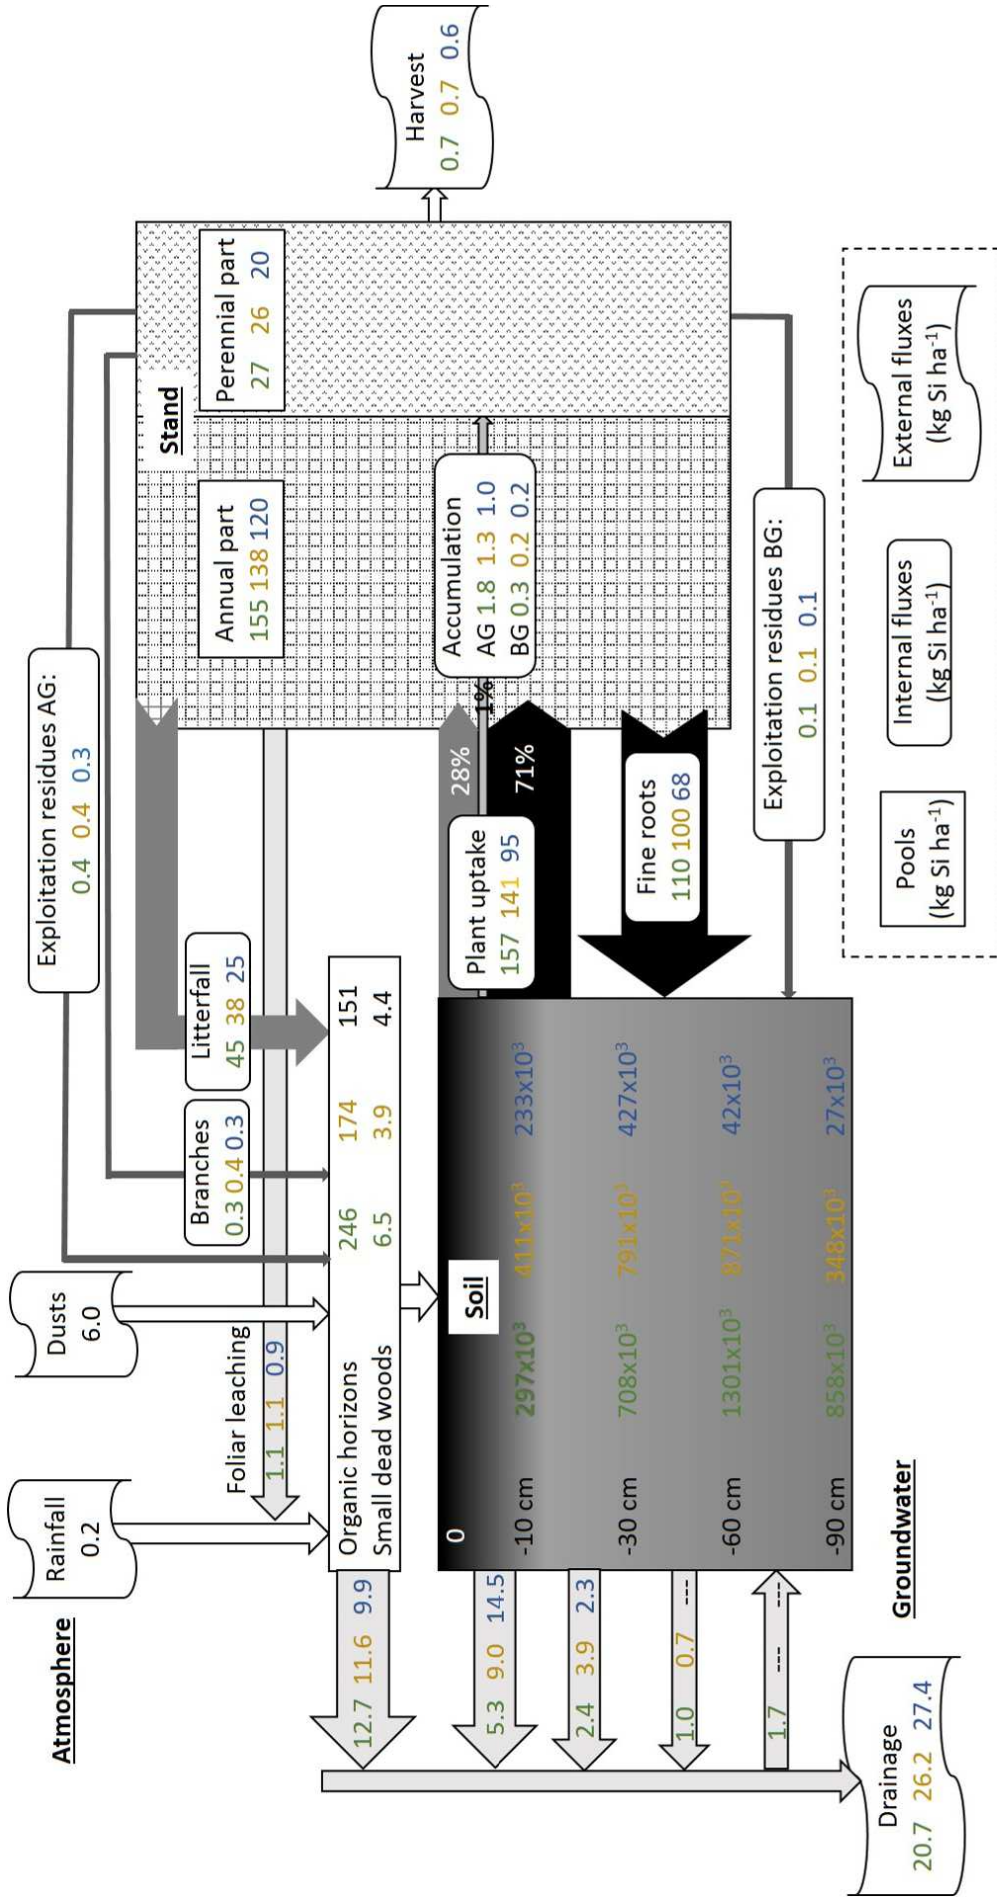 Atmosphere
Rainfall
0.2
Dusts
6.0
Exploitation residues AG:
0.4 0.4 0.3
Branches
0.3 0.4 0.3
Litterfall
45 38 25
Foliar leaching
1.1 1.1 0.9
Stand
Annual part
155 138 120
Perennial part
27 26 20
Harvest
0.7 0.7 0.6
Organic horizons 246 174 151
Small dead woods 6.5 3.9 4.4
12.7 11.6 9.9
Accumulation
AG 1.8 1.3 1.0
BG 0.3 0.2 0.2
28%
1%
71%
Plant uptake
157 141 95
Fine roots
110 100 68
Soil
0
-10 cm 297x10³ 411x10³ 233x10³
-30 cm 708x10³ 791x10³ 427x10³
-60 cm 1301x10³ 871x10³ 42x10³
-90 cm 858x10³ 348x10³ 27x10³
5.3 9.0 14.5
2.4 3.9 2.3
1.0 0.7 ---
1.7 --- ---
Exploitation residues BG:
0.1 0.1 0.1
Groundwater
Drainage
20.7 26.2 27.4
Pools
(kg Si ha⁻¹)
Internal fluxes
(kg Si ha⁻¹)
External fluxes
(kg Si ha⁻¹)